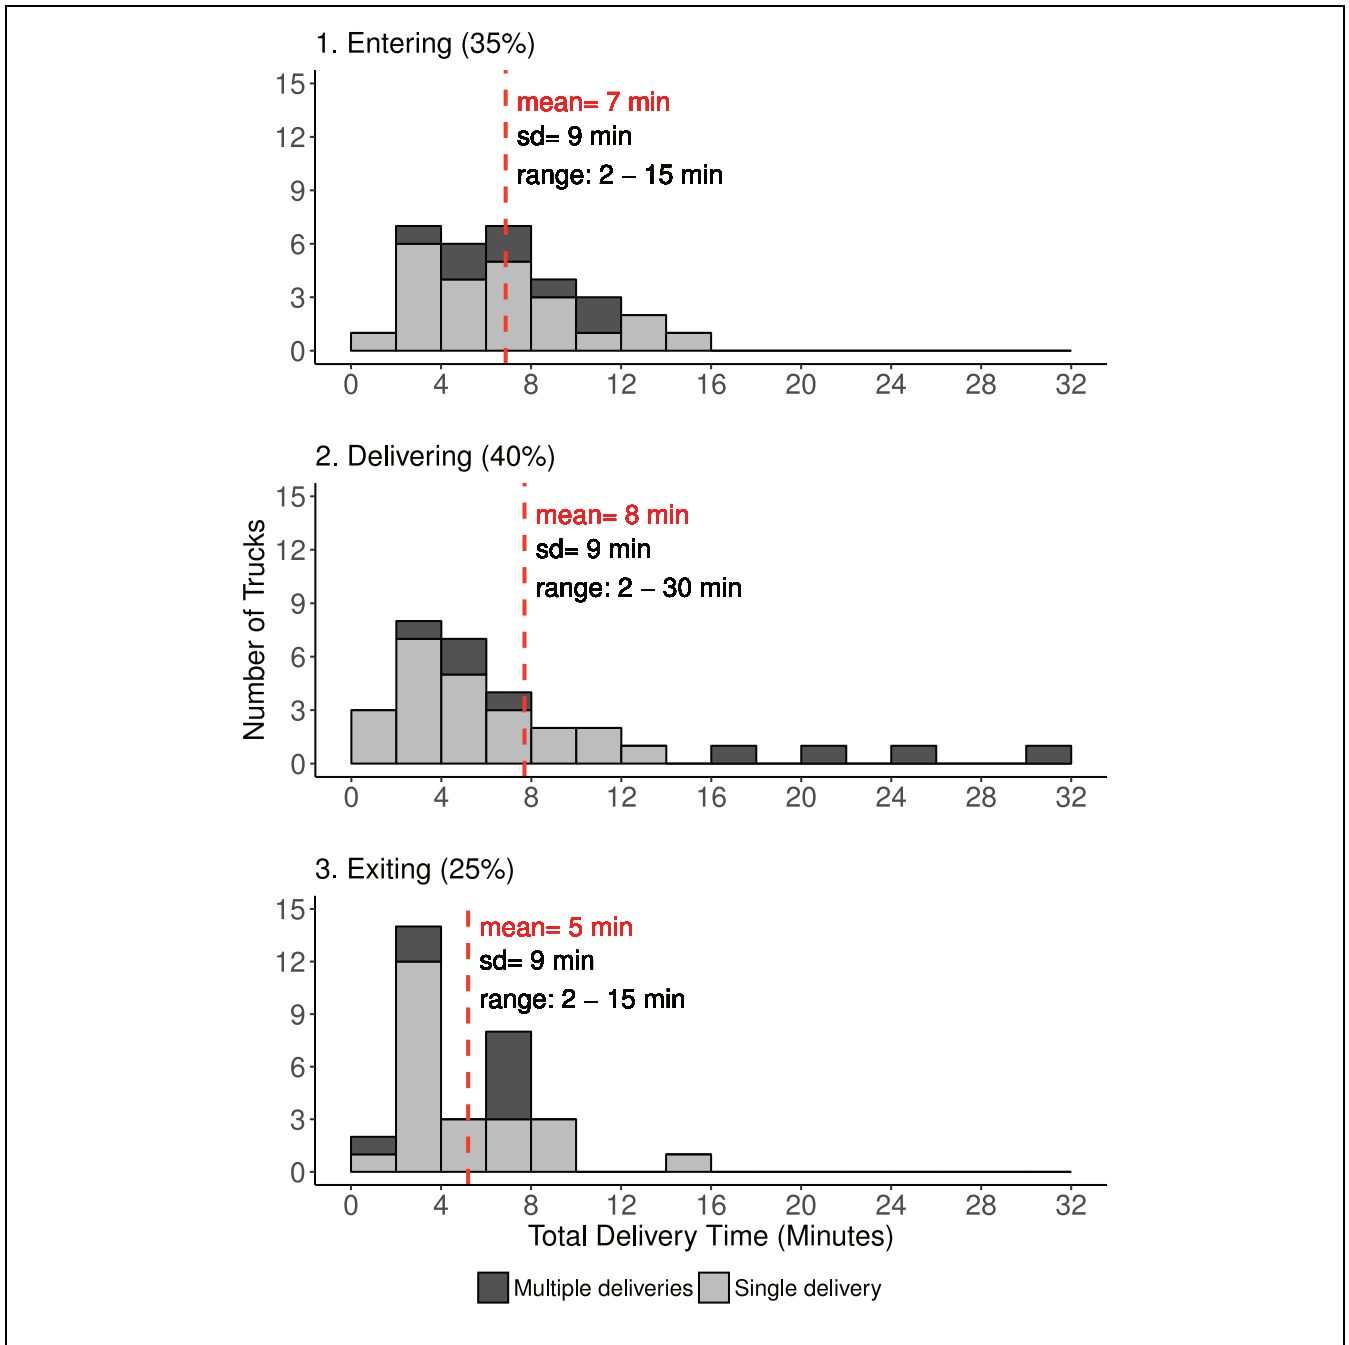 1. Entering (35%)
15
12
9
6
3
0
mean= 7 min
sd= 9 min
range: 2 – 15 min
0 4 8 12 16 20 24 28 32
2. Delivering (40%)
Number of Trucks
15
12
9
6
3
0
mean= 8 min
sd= 9 min
range: 2 – 30 min
0 4 8 12 16 20 24 28 32
3. Exiting (25%)
15
12
9
6
3
0
mean= 5 min
sd= 9 min
range: 2 – 15 min
0 4 8 12 16 20 24 28 32
Total Delivery Time (Minutes)
Multiple deliveries Single delivery